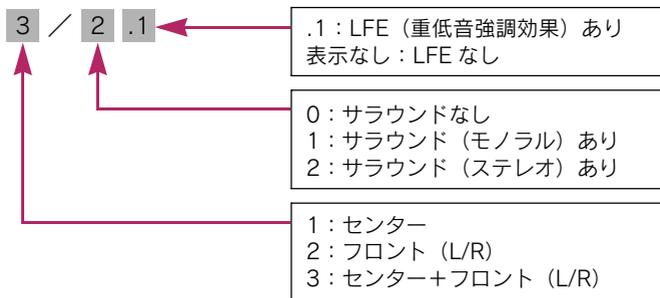 3 / 2 .1
.1:LFE(重低音強調効果)あり
表示なし:LFE なし
0:サラウンドなし
1:サラウンド(モノラル)あり
2:サラウンド(ステレオ)あり
1:センター
2:フロント(L/R)
3:センター+フロント(L/R)